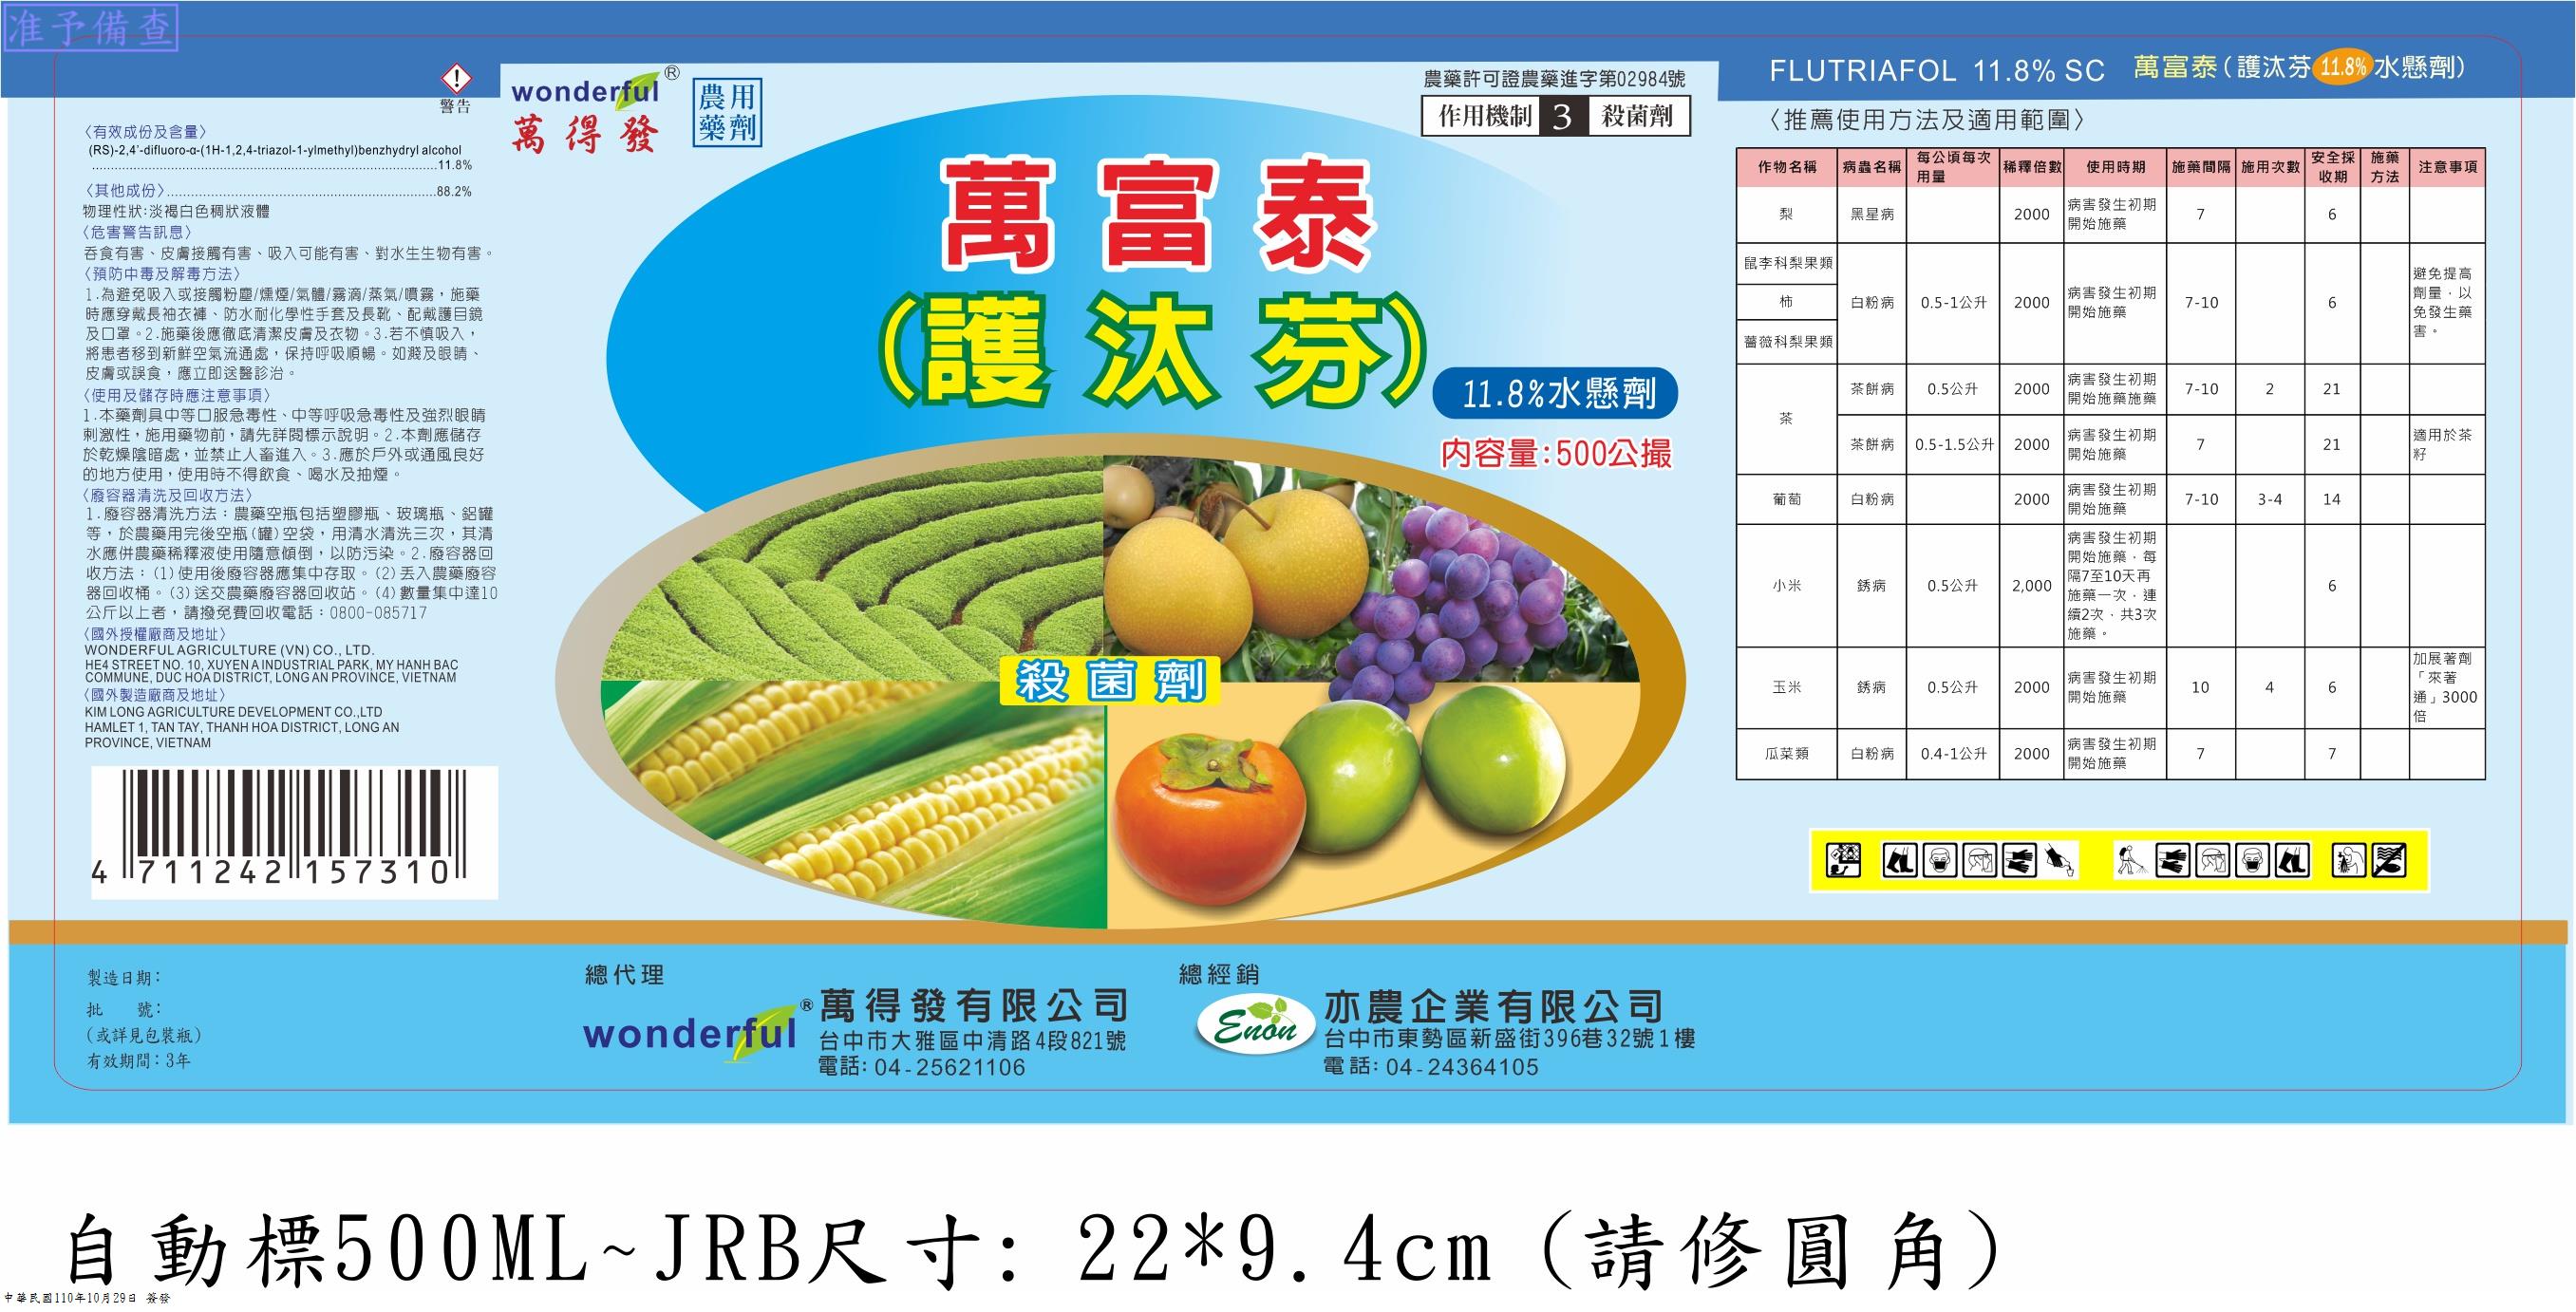 准予備查
警告
〈有效成份及含量〉
(RS)-2,4'-difluoro-α-(1H-1,2,4-triazol-1-ylmethyl)benzhydryl alcohol
11.8%
〈其他成份〉88.2%
物理性狀:淡褐白色稠狀液體
〈危害警告訊息〉
吞食有害、皮膚接觸有害、吸入可能有害、對水生生物有害。
〈預防中毒及解毒方法〉
1.為避免吸入或接觸粉塵/燻煙/氣體/霧滴/蒸氣/噴霧，施藥
時應穿戴長袖衣褲、防水耐化學性手套及長靴、配戴護目鏡
及口罩。2.施藥後應徹底清潔皮膚及衣物。3.若不慎吸入，
將患者移到新鮮空氣流通處，保持呼吸順暢。如濺及眼睛、
皮膚或誤食，應立即送醫診治。
〈使用及儲存時應注意事項〉
1.本藥劑具中等口服急毒性、中等呼吸急毒性及強烈眼睛
刺激性，施用藥物前，請先詳閱標示說明。2.本劑應儲存
於乾燥陰暗處，並禁止人畜進入。3.應於戶外或通風良好
的地方使用，使用時不得飲食、喝水及抽煙。
〈廢容器清洗及回收方法〉
1.廢容器清洗方法：農藥空瓶包括塑膠瓶、玻璃瓶、鋁罐
等，於農藥用完後空瓶(罐)空袋，用清水清洗三次，其清
水應併農藥稀釋液使用隨意傾倒，以防污染。2.廢容器回
收方法：(1)使用後廢容器應集中存取。(2)丟入農藥廢容
器回收桶。(3)送交農藥廢容器回收站。(4)數量集中達10
公斤以上者，請撥免費回收電話：0800-085717
〈國外授權廠商及地址〉
WONDERFUL AGRICULTURE (VN) CO., LTD.
HE4 STREET NO. 10, XUYEN A INDUSTRIAL PARK, MY HANH BAC
COMMUNE, DUC HOA DISTRICT, LONG AN PROVINCE, VIETNAM
〈國外製造廠商及地址〉
KIM LONG AGRICULTURE DEVELOPMENT CO.,LTD
HAMLET 1, TAN TAY, THANH HOA DISTRICT, LONG AN
PROVINCE, VIETNAM
4 711242 157310
製造日期:
批　號:
(或詳見包裝瓶)
有效期間:3年
wonderful®
萬得發
農用
藥劑
農藥許可證農藥進字第02984號
作用機制 3 殺菌劑
萬富泰
(護汰芬)
11.8%水懸劑
內容量:500公撮
殺菌劑
總代理
wonderful®
萬得發有限公司
台中市大雅區中清路4段821號
電話: 04-25621106
總經銷
Enon
亦農企業有限公司
台中市東勢區新盛街396巷32號1樓
電話: 04-24364105
FLUTRIAFOL 11.8% SC 萬富泰(護汰芬11.8%水懸劑)
〈推薦使用方法及適用範圍〉
作物名稱 病蟲名稱 每公頃每次用量 稀釋倍數 使用時期 施藥間隔 施用次數 安全採收期 施藥方法 注意事項
梨 黑星病 2000 病害發生初期開始施藥 7 6
鼠李科梨果類
柿 白粉病 0.5-1公升 2000 病害發生初期開始施藥 7-10 6 避免提高劑量，以免發生藥害。
薔薇科梨果類
茶 茶餅病 0.5公升 2000 病害發生初期開始施藥施藥 7-10 2 21
茶餅病 0.5-1.5公升 2000 病害發生初期開始施藥 7 21 適用於茶籽
葡萄 白粉病 2000 病害發生初期開始施藥 7-10 3-4 14
小米 銹病 0.5公升 2,000 病害發生初期開始施藥，每隔7至10天再施藥一次，連續2次，共3次施藥。 6
玉米 銹病 0.5公升 2000 病害發生初期開始施藥 10 4 6 加展著劑「來著通」3000倍
瓜菜類 白粉病 0.4-1公升 2000 病害發生初期開始施藥 7 7
自動標500ML~JRB尺寸: 22*9.4cm (請修圓角)
中華民國110年10月29日 簽發